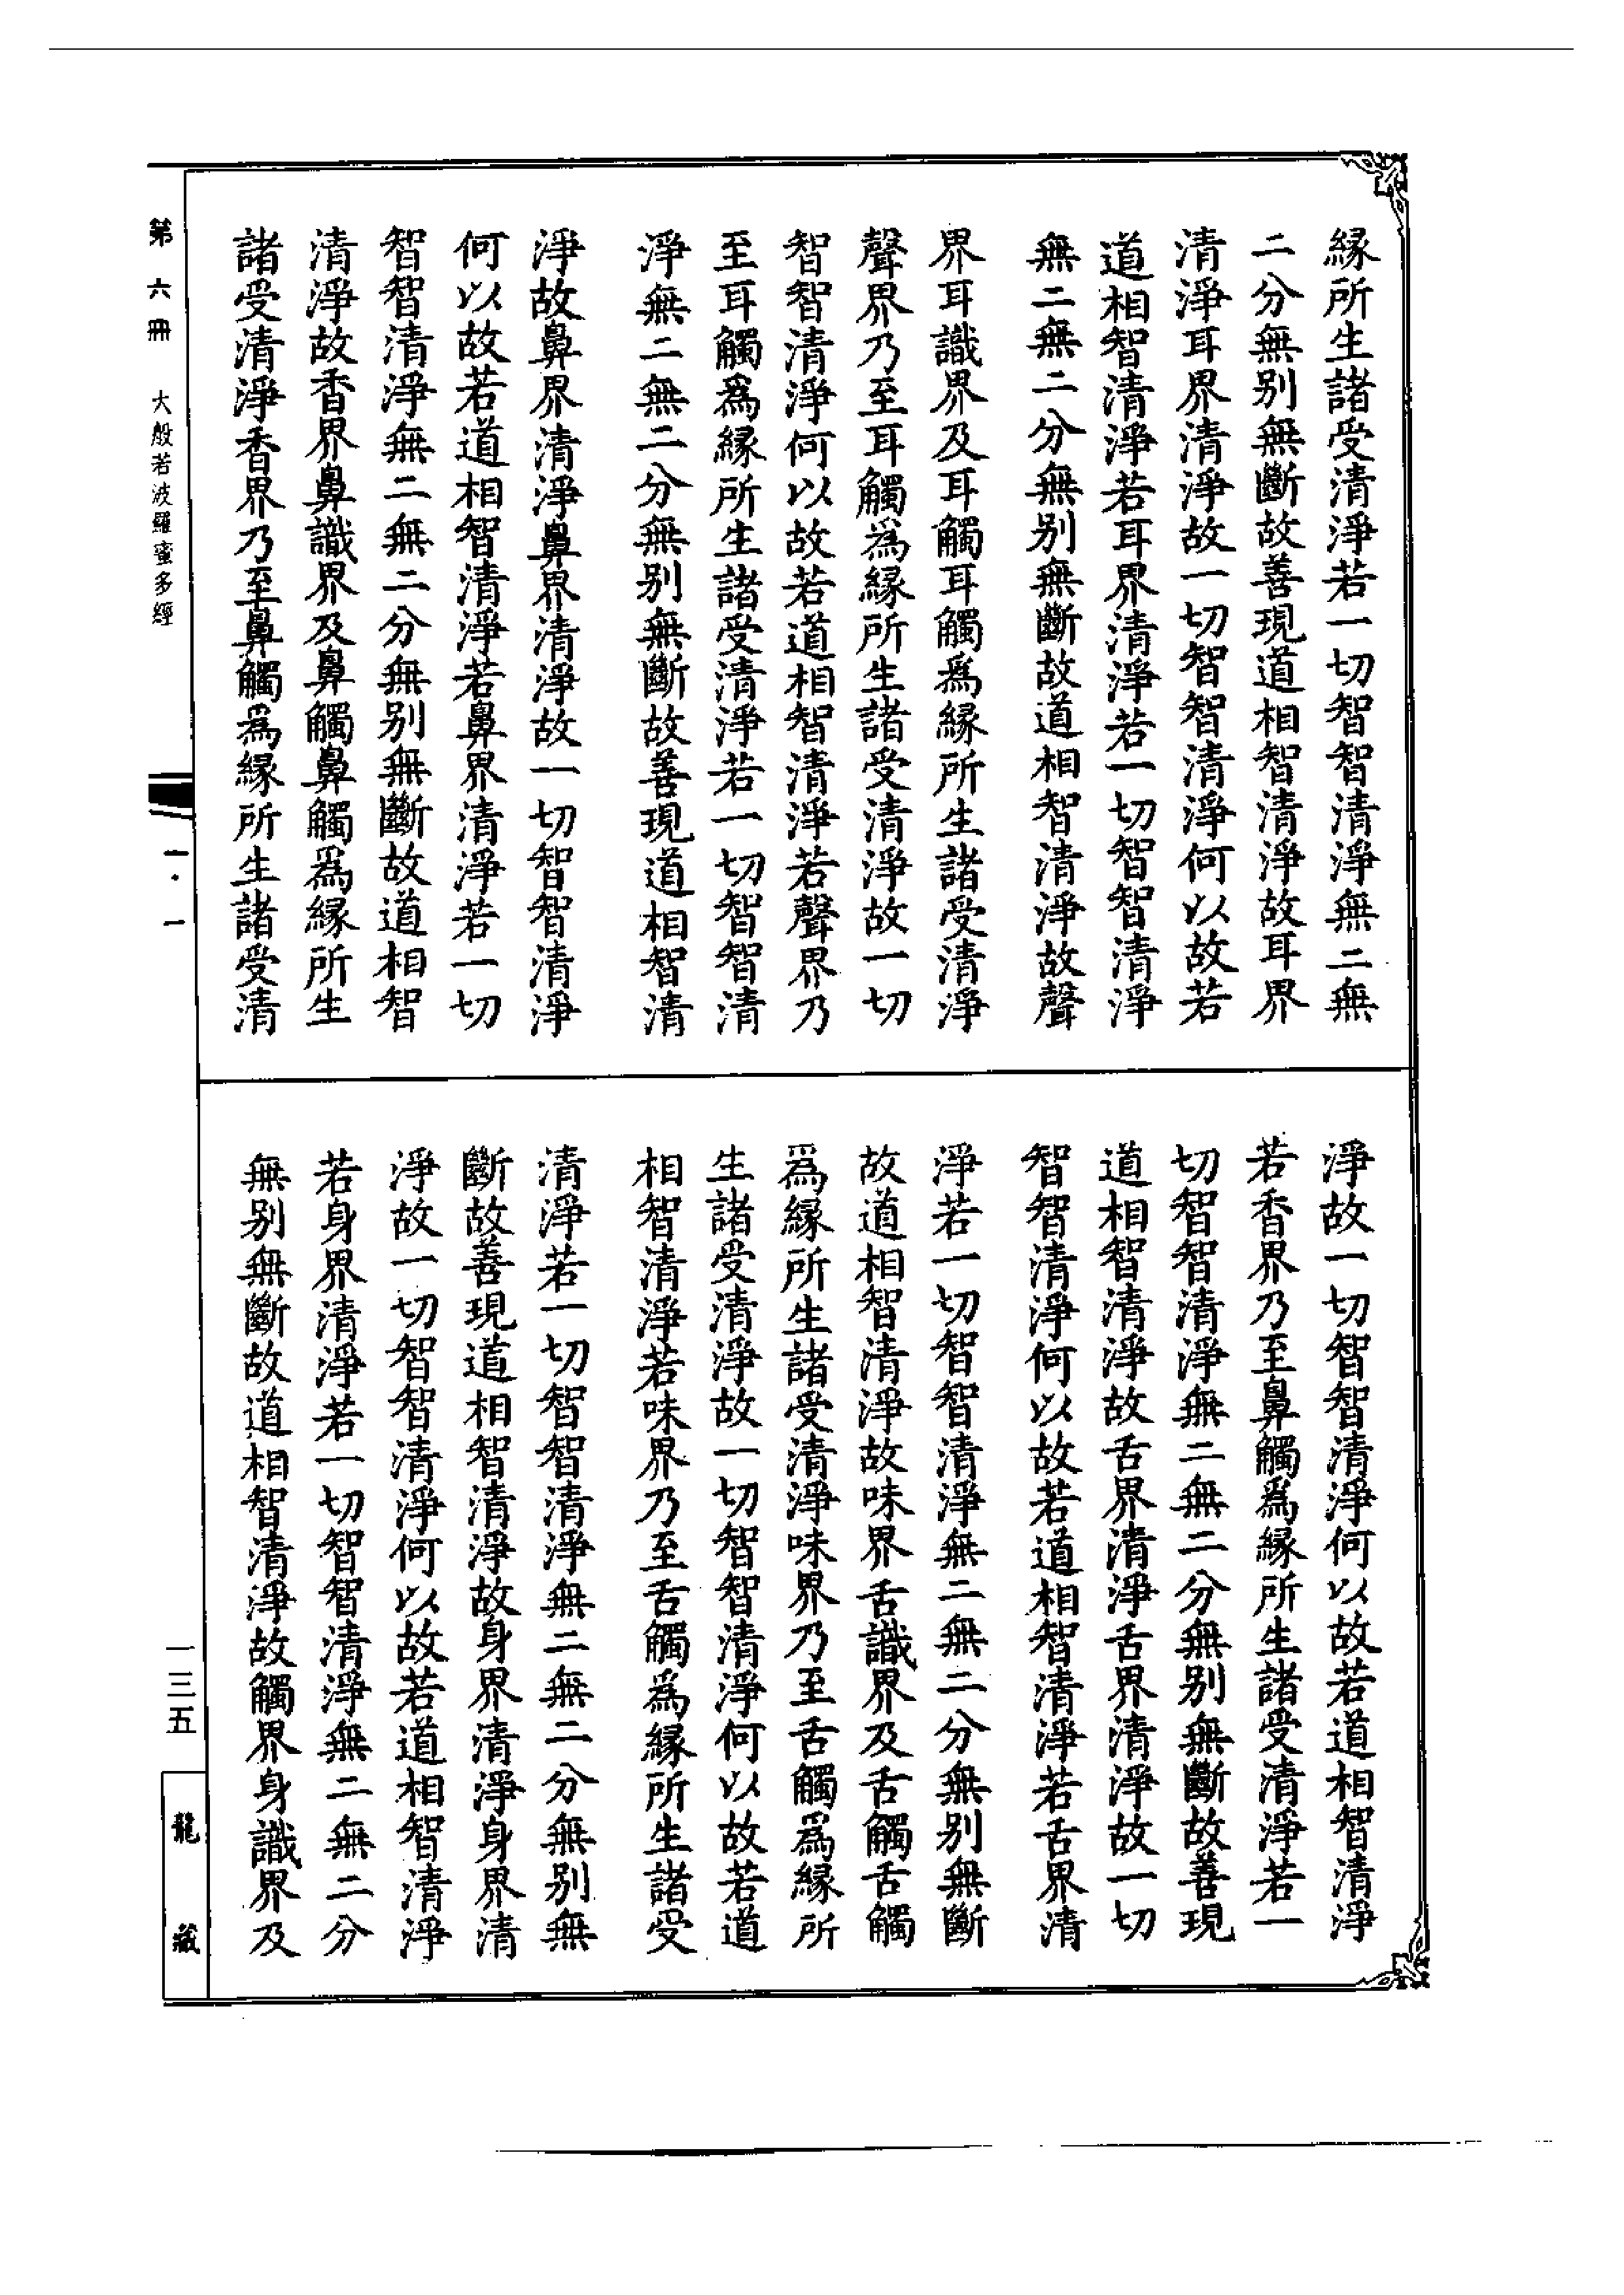 緣所生諸受清淨若一切智智清淨無二無
二分無別無斷故善現道相智清淨故耳界
清淨耳界清淨故一切智智清淨何以故若
道相智清淨若耳界清淨若一切智智清淨
無二無二分無別無斷故道相智清淨故聲
界耳識界及耳觸耳觸爲緣所生諸受清淨
聲界乃至耳觸爲緣所生諸受清淨故一切
智智清淨何以故若道相智清淨若聲界乃
至耳觸爲緣所生諸受清淨若一切智智清
淨無二無二分無別無斷故善現道相智清
淨故鼻界清淨鼻界清淨故一切智智清淨
何以故若道相智清淨若鼻界清淨若一切
智智清淨無二無二分無別無斷故道相智
清淨故香界鼻識界及鼻觸鼻觸爲緣所生
諸受清淨香界乃至鼻觸爲緣所生諸受清
淨故一切智智清淨何以故若道相智清淨
若香界乃至鼻觸爲緣所生諸受清淨若一
切智智清淨無二無二分無別無斷故善現
道相智清淨故舌界清淨舌界清淨故一切
智智清淨何以故若道相智清淨若舌界清
淨若一切智智清淨無二無二分無別無斷
故道相智清淨故味界舌識界及舌觸舌觸
爲緣所生諸受清淨味界乃至舌觸爲緣所
生諸受清淨故一切智智清淨何以故若道
相智清淨若味界乃至舌觸爲緣所生諸受
清淨若一切智智清淨無二無二分無別無
斷故善現道相智清淨故身界清淨身界清
淨故一切智智清淨何以故若道相智清淨
若身界清淨若一切智智清淨無二無二分
無別無斷故道相智清淨故觸界身識界及
第六冊 大般若波羅蜜多經
一·一
一三五
龍藏